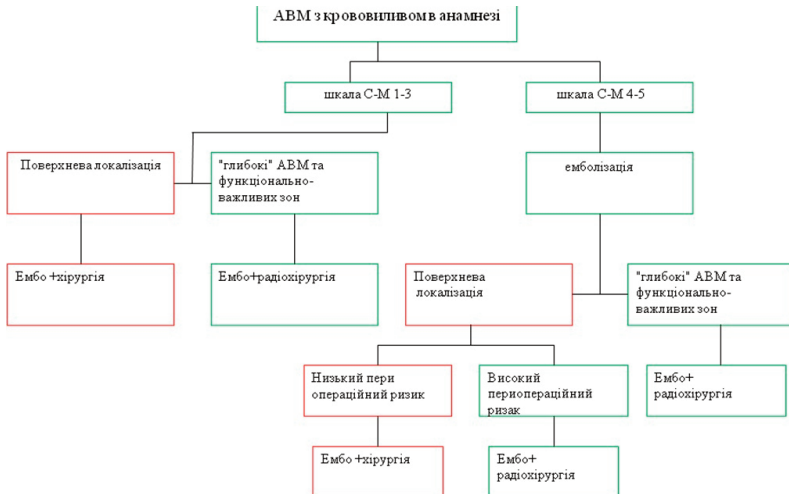 АВМ з крововиливом в анамнезі
шкала С-М 1-3
шкала С-М 4-5
Поверхнева локалізація
"глибокі" АВМ та
функціонально-
важливих зон
емболізація
Ембо +хірургія
Ембо+радіохірургія
Поверхнева
локалізація
"глибокі" АВМ та
функціонально-
важливих зон
Низький пери
операційний ризик
Високий
периопераційний
ризак
Ембо+
радіохірургія
Ембо +хірургія
Ембо+
радіохірургія